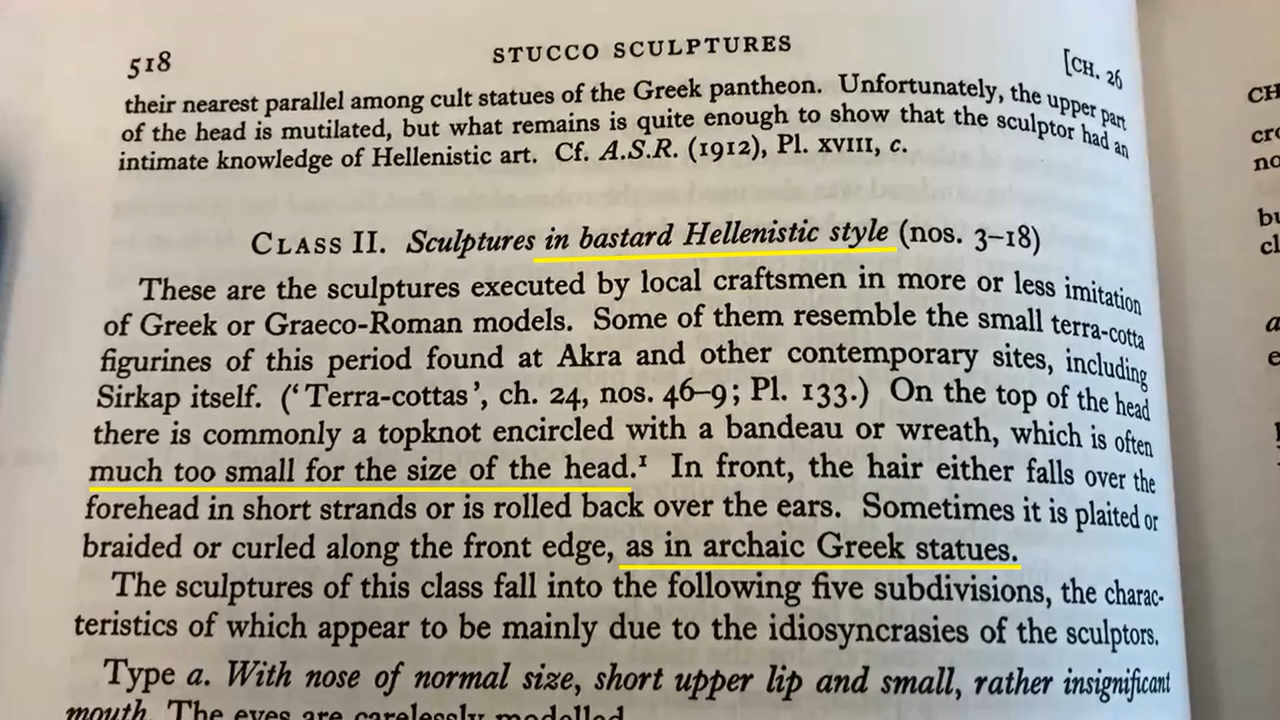 518
STUCCO SCULPTURES
[CH. 26
their nearest parallel among cult statues of the Greek pantheon. Unfortunately, the upper part
of the head is mutilated, but what remains is quite enough to show that the sculptor had an
intimate knowledge of Hellenistic art. Cf. A.S.R. (1912), Pl. XVIII, c.
CLASS II. Sculptures in bastard Hellenistic style (nos. 3–18)
These are the sculptures executed by local craftsmen in more or less imitation
of Greek or Graeco-Roman models. Some of them resemble the small terra-cotta
figurines of this period found at Akra and other contemporary sites, including
Sirkap itself. (‘Terra-cottas’, ch. 24, nos. 46–9; Pl. 133.) On the top of the head
there is commonly a topknot encircled with a bandeau or wreath, which is often
much too small for the size of the head.¹ In front, the hair either falls over the
forehead in short strands or is rolled back over the ears. Sometimes it is plaited or
braided or curled along the front edge, as in archaic Greek statues.
The sculptures of this class fall into the following five subdivisions, the charac-
teristics of which appear to be mainly due to the idiosyncrasies of the sculptors.
Type a. With nose of normal size, short upper lip and small, rather insignificant
mouth. The eyes are carelessly modelled
CH